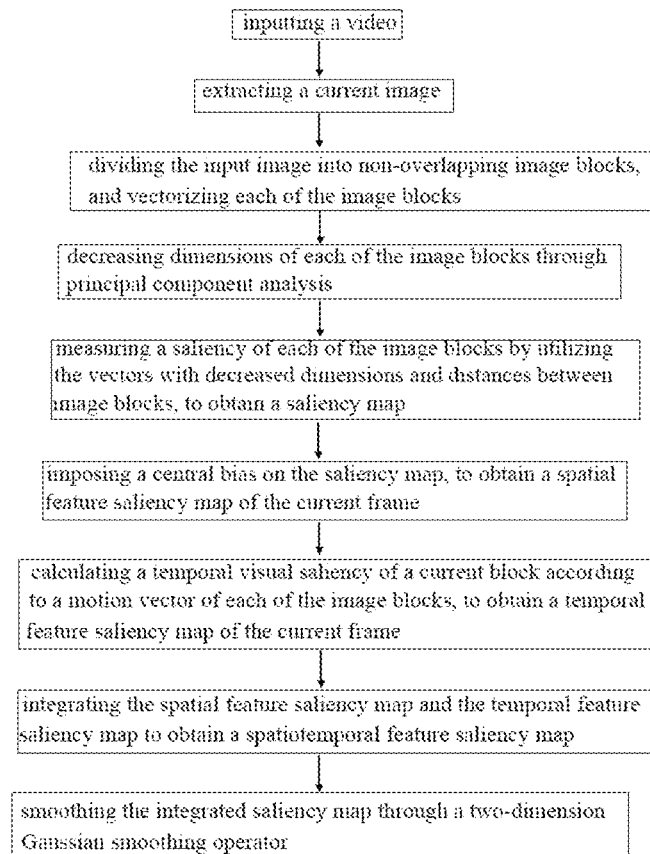 inputting a video
extracting a current image
dividing the input image into non-overlapping image blocks,
and vectorizing each of the image blocks
decreasing dimensions of each of the image blocks through
principal component analysis
measuring a saliency of each of the image blocks by utilizing
the vectors with decreased dimensions and distances between
image blocks, to obtain a saliency map
imposing a central bias on the saliency map, to obtain a spatial
feature saliency map of the current frame
calculating a temporal visual saliency of a current block according
to a motion vector of each of the image blocks, to obtain a temporal
feature saliency map of the current frame
integrating the spatial feature saliency map and the temporal feature
saliency map to obtain a spatiotemporal feature saliency map
smoothing the integrated saliency map through a two-dimension
Gaussian smoothing operator